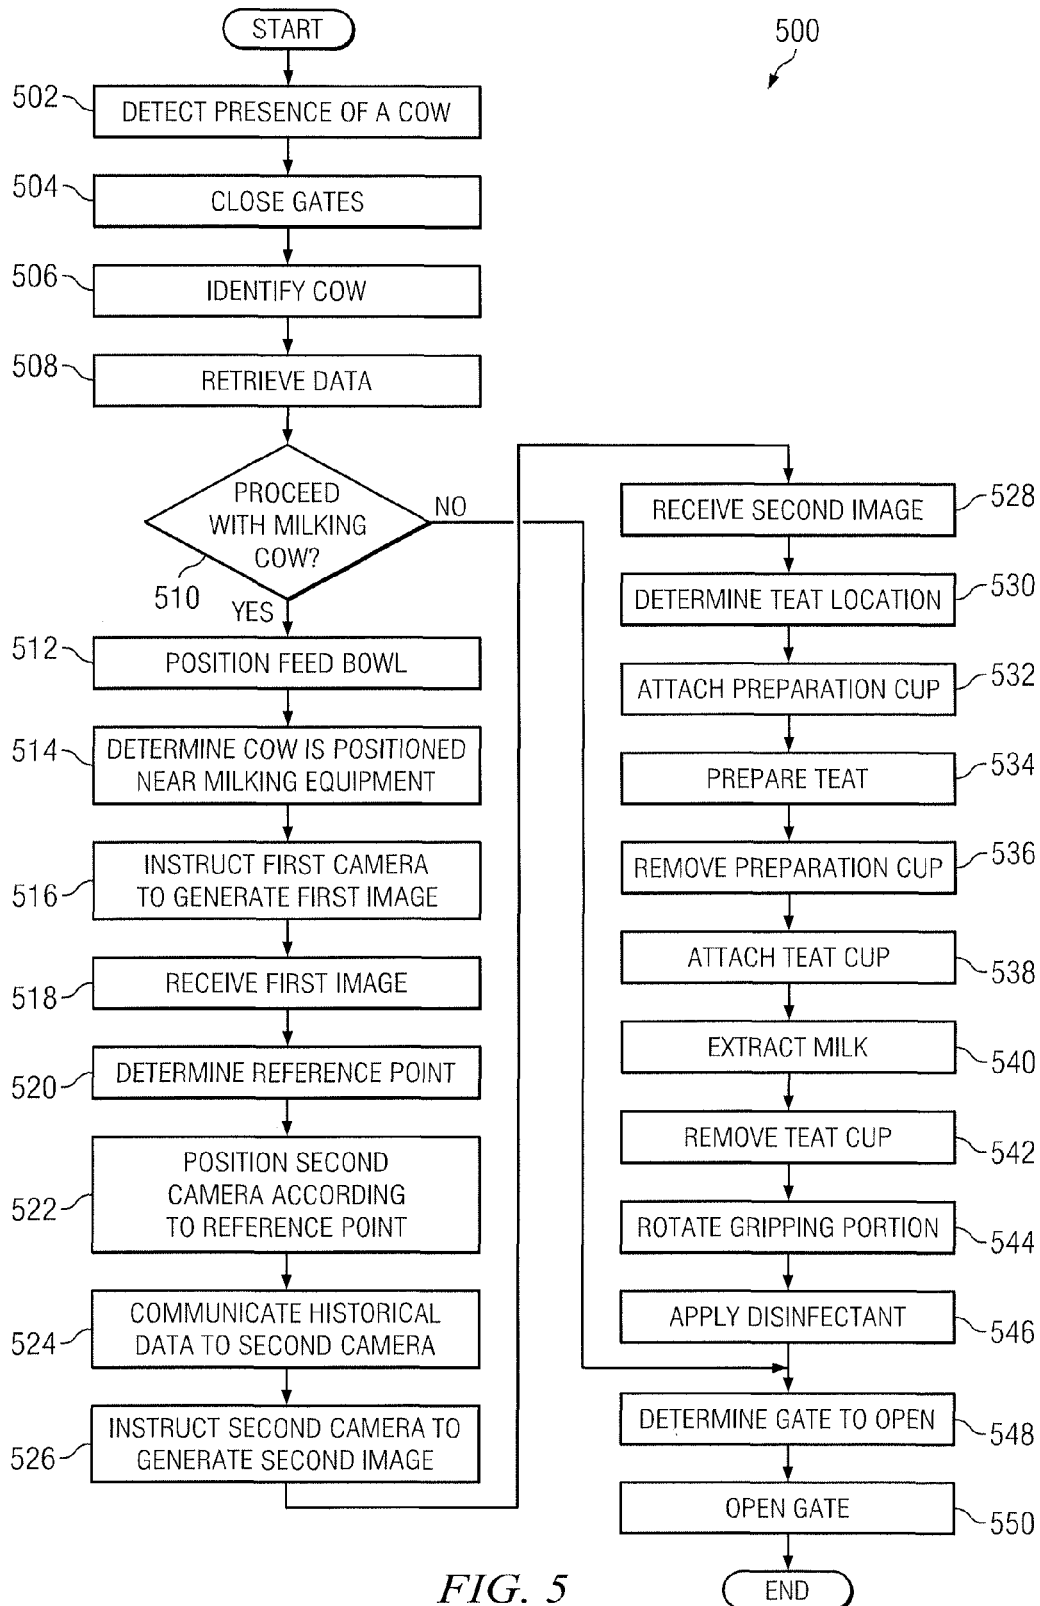 START
500
502
DETECT PRESENCE OF A COW
504
CLOSE GATES
506
IDENTIFY COW
508
RETRIEVE DATA
PROCEED
WITH MILKING
COW?
NO
510
YES
512
POSITION FEED BOWL
514
DETERMINE COW IS POSITIONED
NEAR MILKING EQUIPMENT
516
INSTRUCT FIRST CAMERA
TO GENERATE FIRST IMAGE
518
RECEIVE FIRST IMAGE
520
DETERMINE REFERENCE POINT
522
POSITION SECOND
CAMERA ACCORDING
TO REFERENCE POINT
524
COMMUNICATE HISTORICAL
DATA TO SECOND CAMERA
526
INSTRUCT SECOND CAMERA TO
GENERATE SECOND IMAGE
RECEIVE SECOND IMAGE
528
DETERMINE TEAT LOCATION
530
ATTACH PREPARATION CUP
532
PREPARE TEAT
534
REMOVE PREPARATION CUP
536
ATTACH TEAT CUP
538
EXTRACT MILK
540
REMOVE TEAT CUP
542
ROTATE GRIPPING PORTION
544
APPLY DISINFECTANT
546
DETERMINE GATE TO OPEN
548
OPEN GATE
550
END
FIG. 5